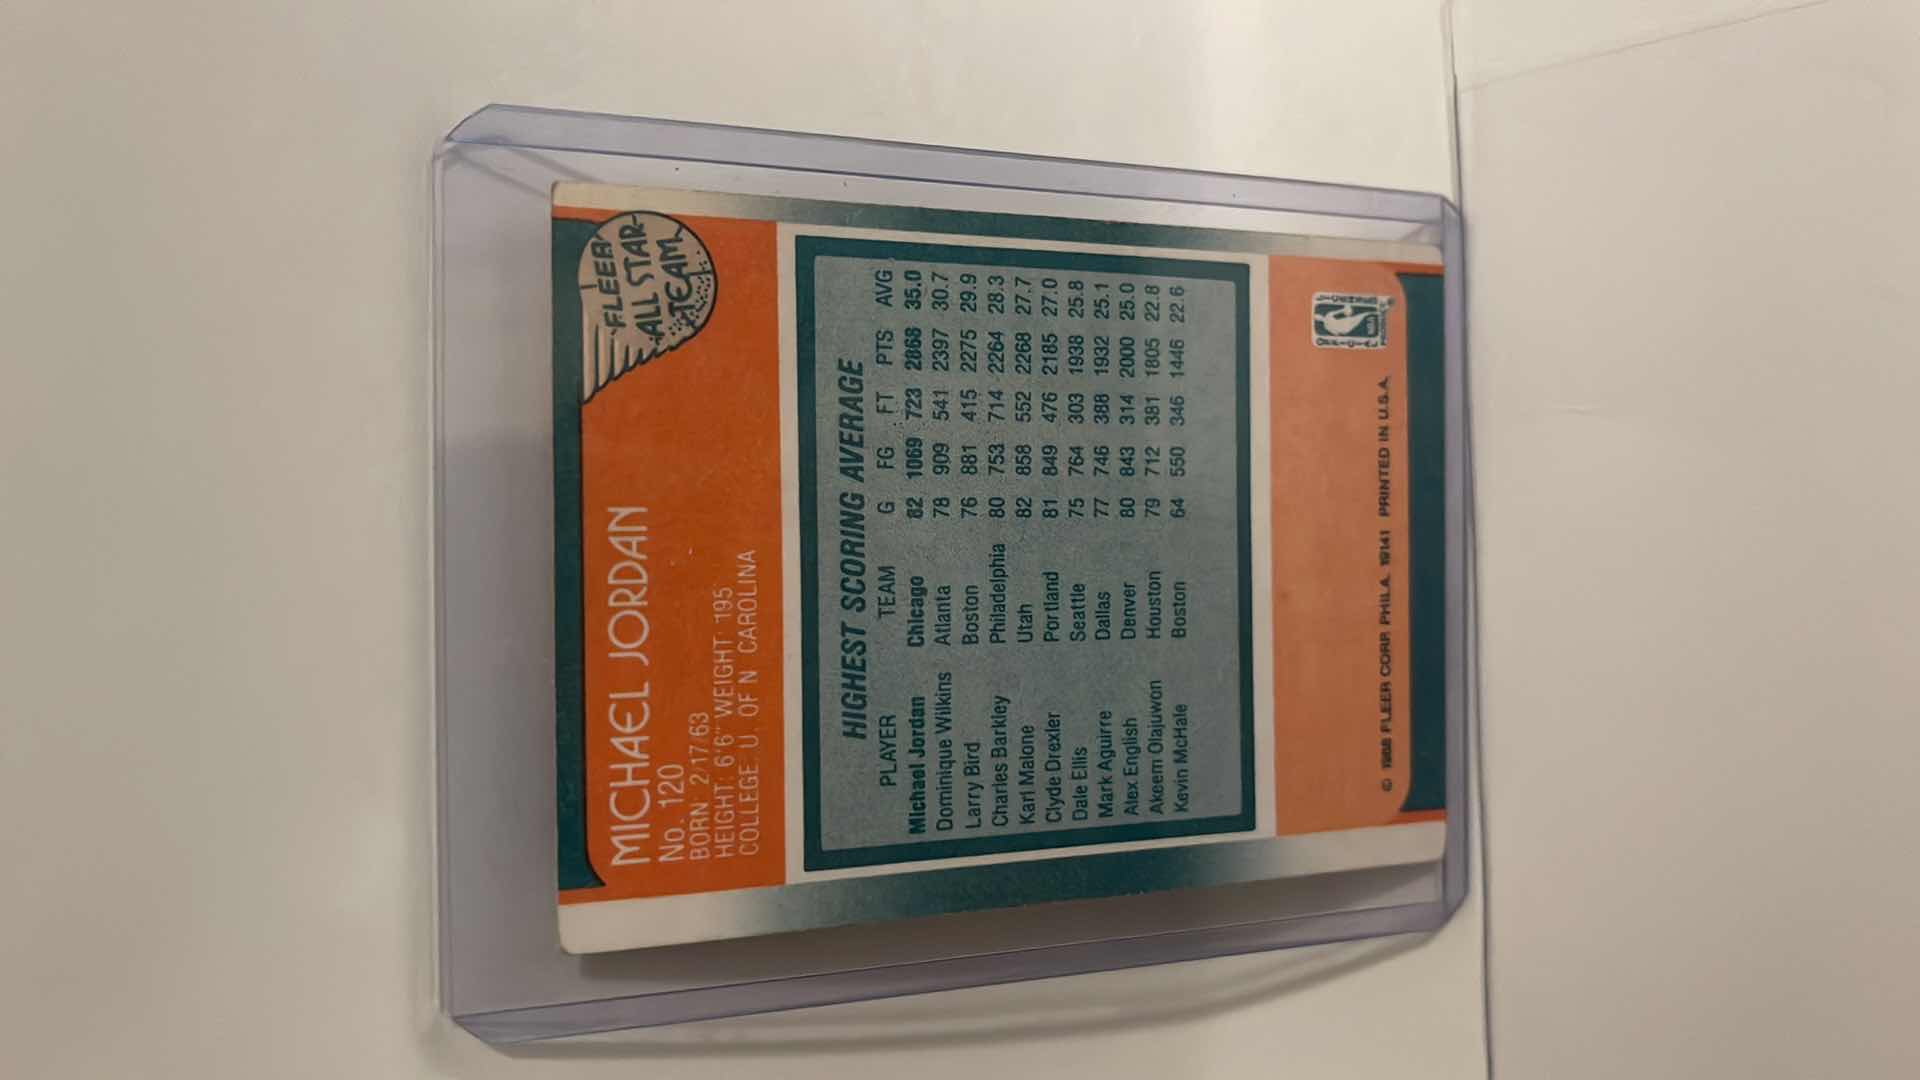 MICHAEL JORDAN
No. 120
BORN: 2/17/63
HEIGHT: 6'6" WEIGHT: 195
COLLEGE: U. OF N CAROLINA
FLEER
ALL STAR
TEAM
HIGHEST SCORING AVERAGE
PLAYER TEAM G FG FT PTS AVG
Michael Jordan Chicago 82 1069 723 2868 35.0
Dominique Wilkins Atlanta 78 909 541 2397 30.7
Larry Bird Boston 76 881 415 2275 29.9
Charles Barkley Philadelphia 80 753 714 2264 28.3
Karl Malone Utah 82 858 552 2268 27.7
Clyde Drexler Portland 81 849 476 2185 27.0
Dale Ellis Seattle 75 764 303 1938 25.8
Mark Aguirre Dallas 77 746 388 1932 25.1
Alex English Denver 80 843 314 2000 25.0
Akeem Olajuwon Houston 79 712 381 1805 22.8
Kevin McHale Boston 64 550 346 1446 22.6
© 1988 FLEER CORP. PHILA. 19141 PRINTED IN U.S.A.